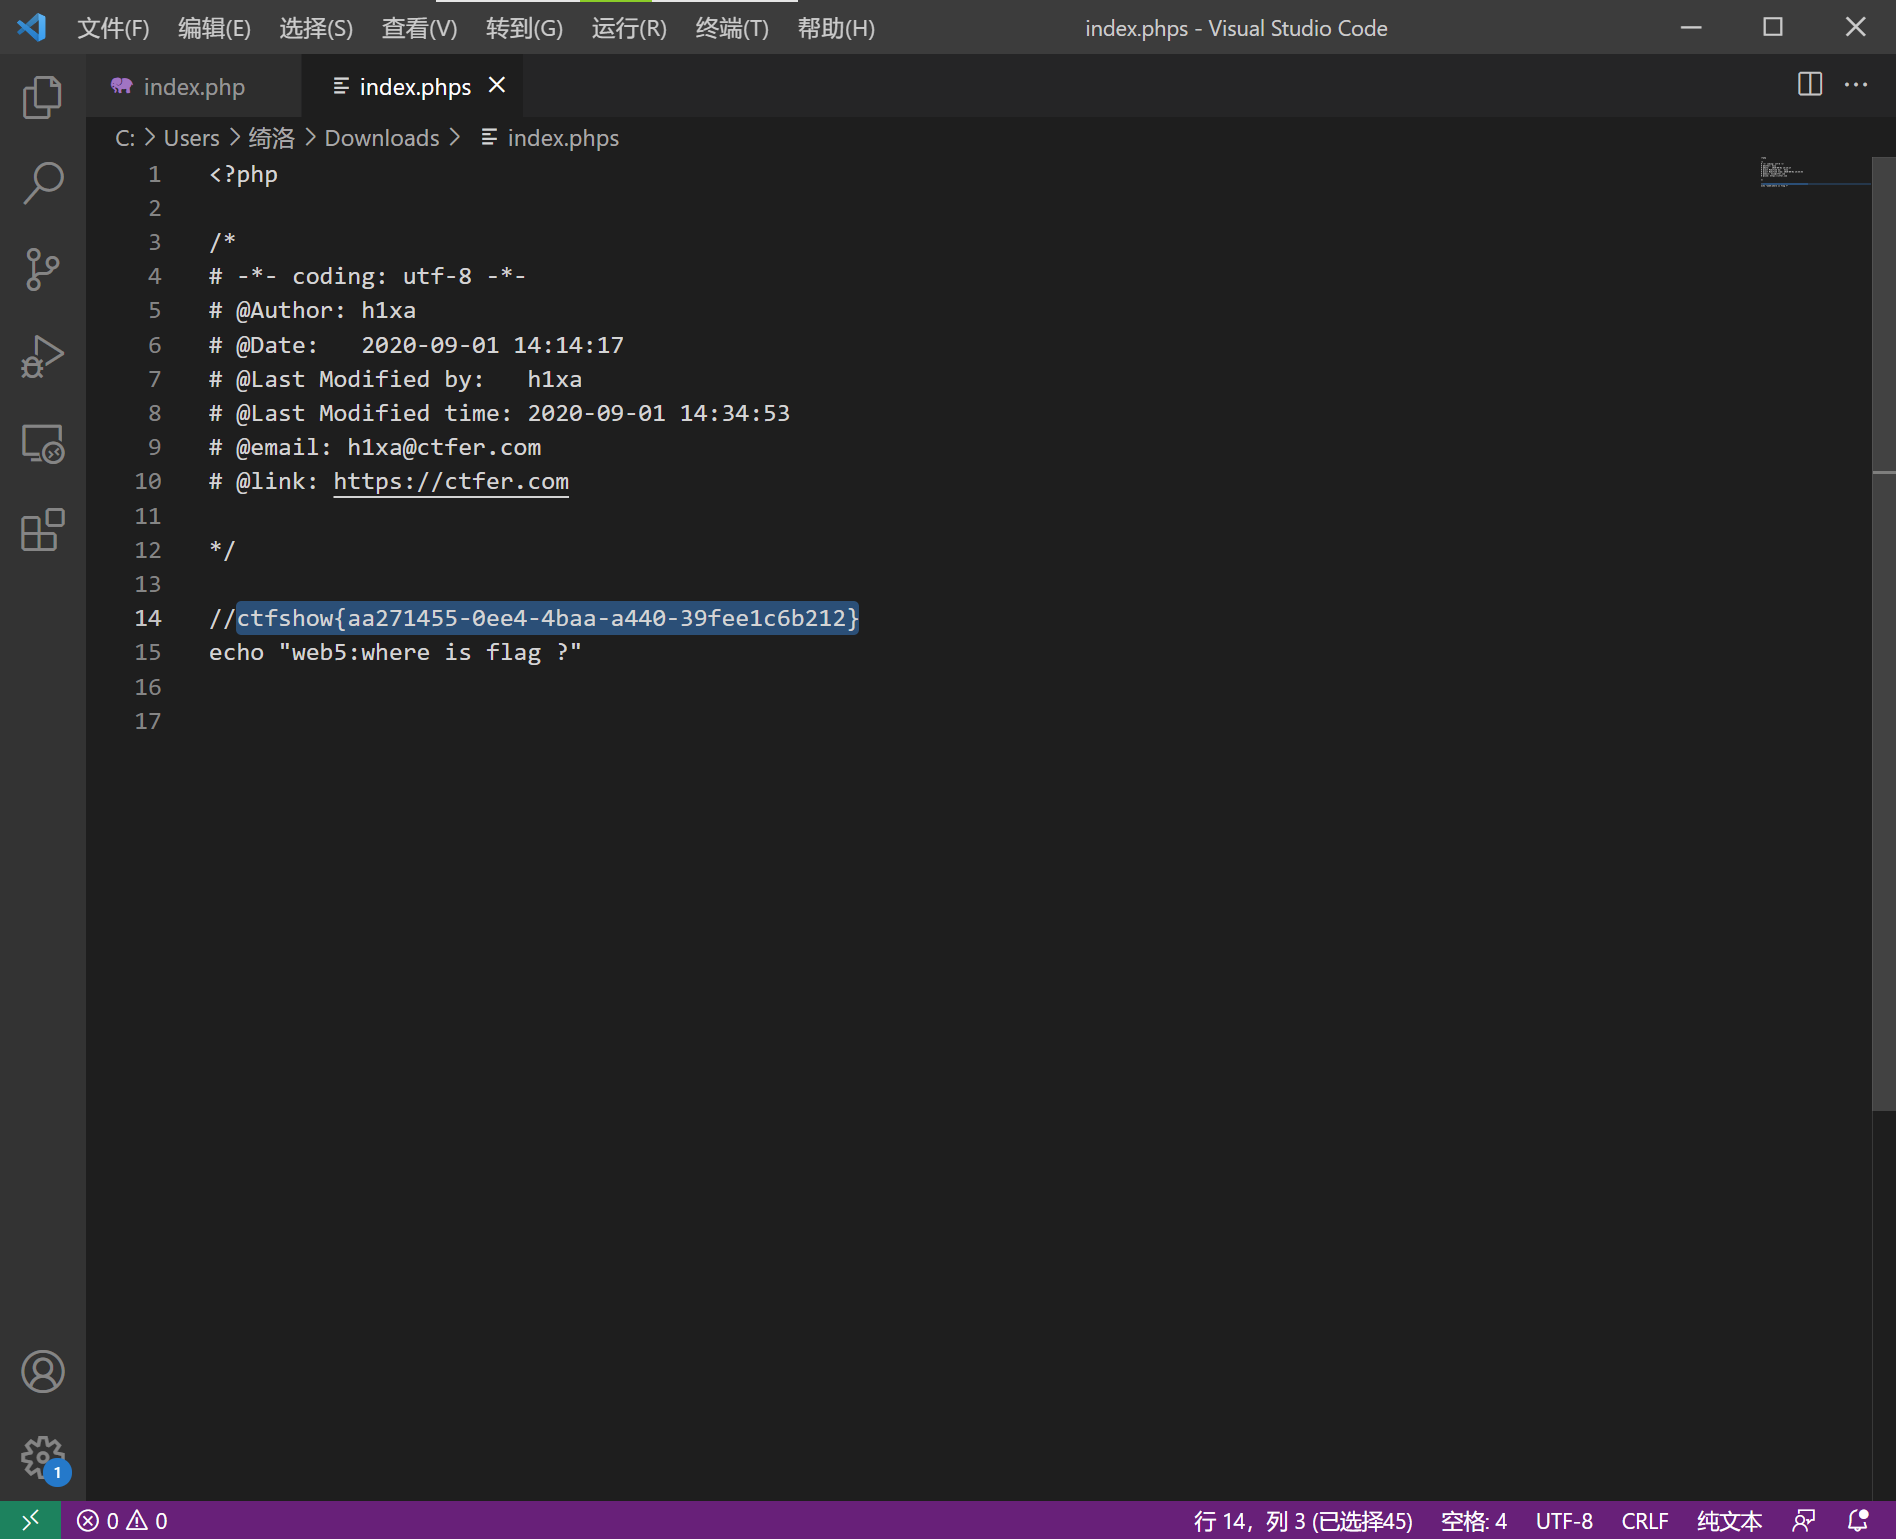 文件(F) 编辑(E) 选择(S) 查看(V) 转到(G) 运行(R) 终端(T) 帮助(H) index.phps - Visual Studio Code
index.php index.phps
C: > Users > 绮洛 > Downloads > index.phps
1 <?php
2
3 /*
4 # -*- coding: utf-8 -*-
5 # @Author: h1xa
6 # @Date:   2020-09-01 14:14:17
7 # @Last Modified by:   h1xa
8 # @Last Modified time: 2020-09-01 14:34:53
9 # @email: h1xa@ctfer.com
10 # @link: https://ctfer.com
11
12 */
13
14 //ctfshow{aa271455-0ee4-4baa-a440-39fee1c6b212}
15 echo "web5:where is flag ?"
16
17
1
0 0 行 14，列 3 (已选择45) 空格: 4 UTF-8 CRLF 纯文本